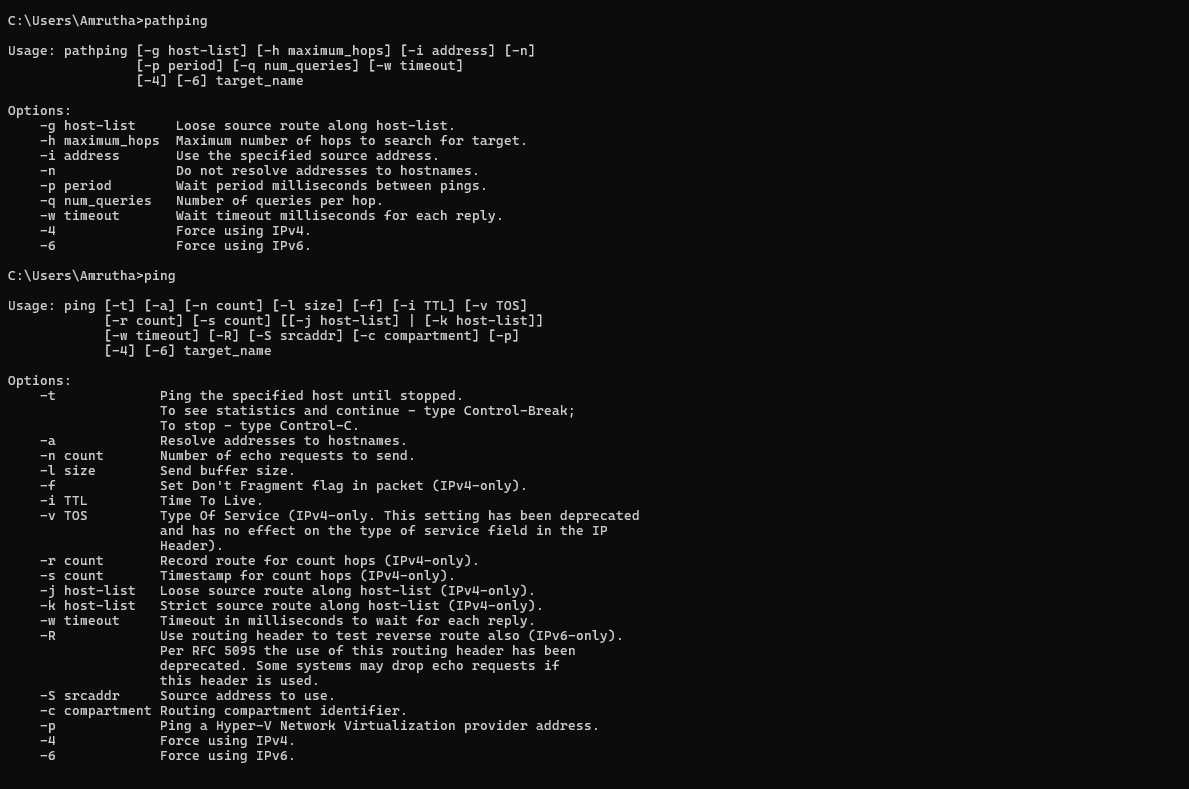 C:\Users\Amrutha>pathping
Usage: pathping [-g host-list] [-h maximum_hops] [-i address] [-n]
                [-p period] [-q num_queries] [-w timeout]
                [-4] [-6] target_name
Options:
    -g host-list     Loose source route along host-list.
    -h maximum_hops  Maximum number of hops to search for target.
    -i address       Use the specified source address.
    -n               Do not resolve addresses to hostnames.
    -p period        Wait period milliseconds between pings.
    -q num_queries   Number of queries per hop.
    -w timeout       Wait timeout milliseconds for each reply.
    -4               Force using IPv4.
    -6               Force using IPv6.
C:\Users\Amrutha>ping
Usage: ping [-t] [-a] [-n count] [-l size] [-f] [-i TTL] [-v TOS]
            [-r count] [-s count] [[-j host-list] | [-k host-list]]
            [-w timeout] [-R] [-S srcaddr] [-c compartment] [-p]
            [-4] [-6] target_name
Options:
    -t             Ping the specified host until stopped.
                   To see statistics and continue - type Control-Break;
                   To stop - type Control-C.
    -a             Resolve addresses to hostnames.
    -n count       Number of echo requests to send.
    -l size        Send buffer size.
    -f             Set Don't Fragment flag in packet (IPv4-only).
    -i TTL         Time To Live.
    -v TOS         Type Of Service (IPv4-only. This setting has been deprecated
                   and has no effect on the type of service field in the IP
                   Header).
    -r count       Record route for count hops (IPv4-only).
    -s count       Timestamp for count hops (IPv4-only).
    -j host-list   Loose source route along host-list (IPv4-only).
    -k host-list   Strict source route along host-list (IPv4-only).
    -w timeout     Timeout in milliseconds to wait for each reply.
    -R             Use routing header to test reverse route also (IPv6-only).
                   Per RFC 5095 the use of this routing header has been
                   deprecated. Some systems may drop echo requests if
                   this header is used.
    -S srcaddr     Source address to use.
    -c compartment Routing compartment identifier.
    -p             Ping a Hyper-V Network Virtualization provider address.
    -4             Force using IPv4.
    -6             Force using IPv6.